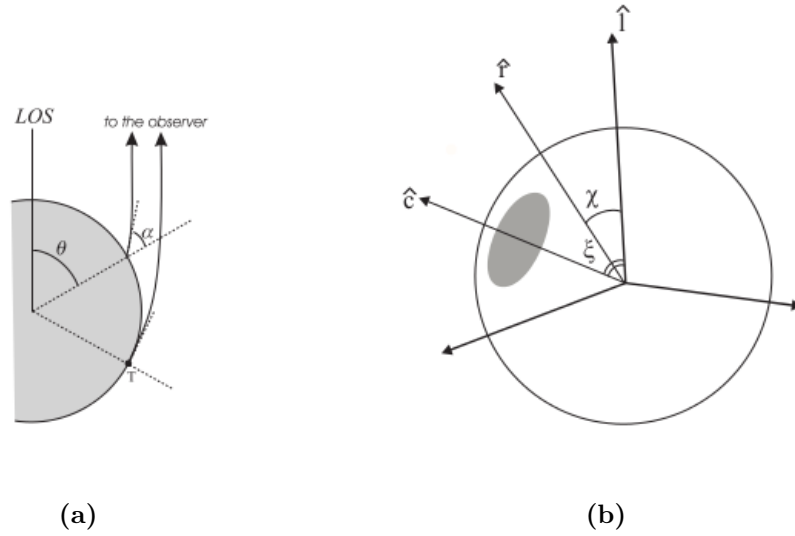 LOS
to the observer
α
θ
T
(a)
l̂
r̂
ĉ
χ
ξ
(b)